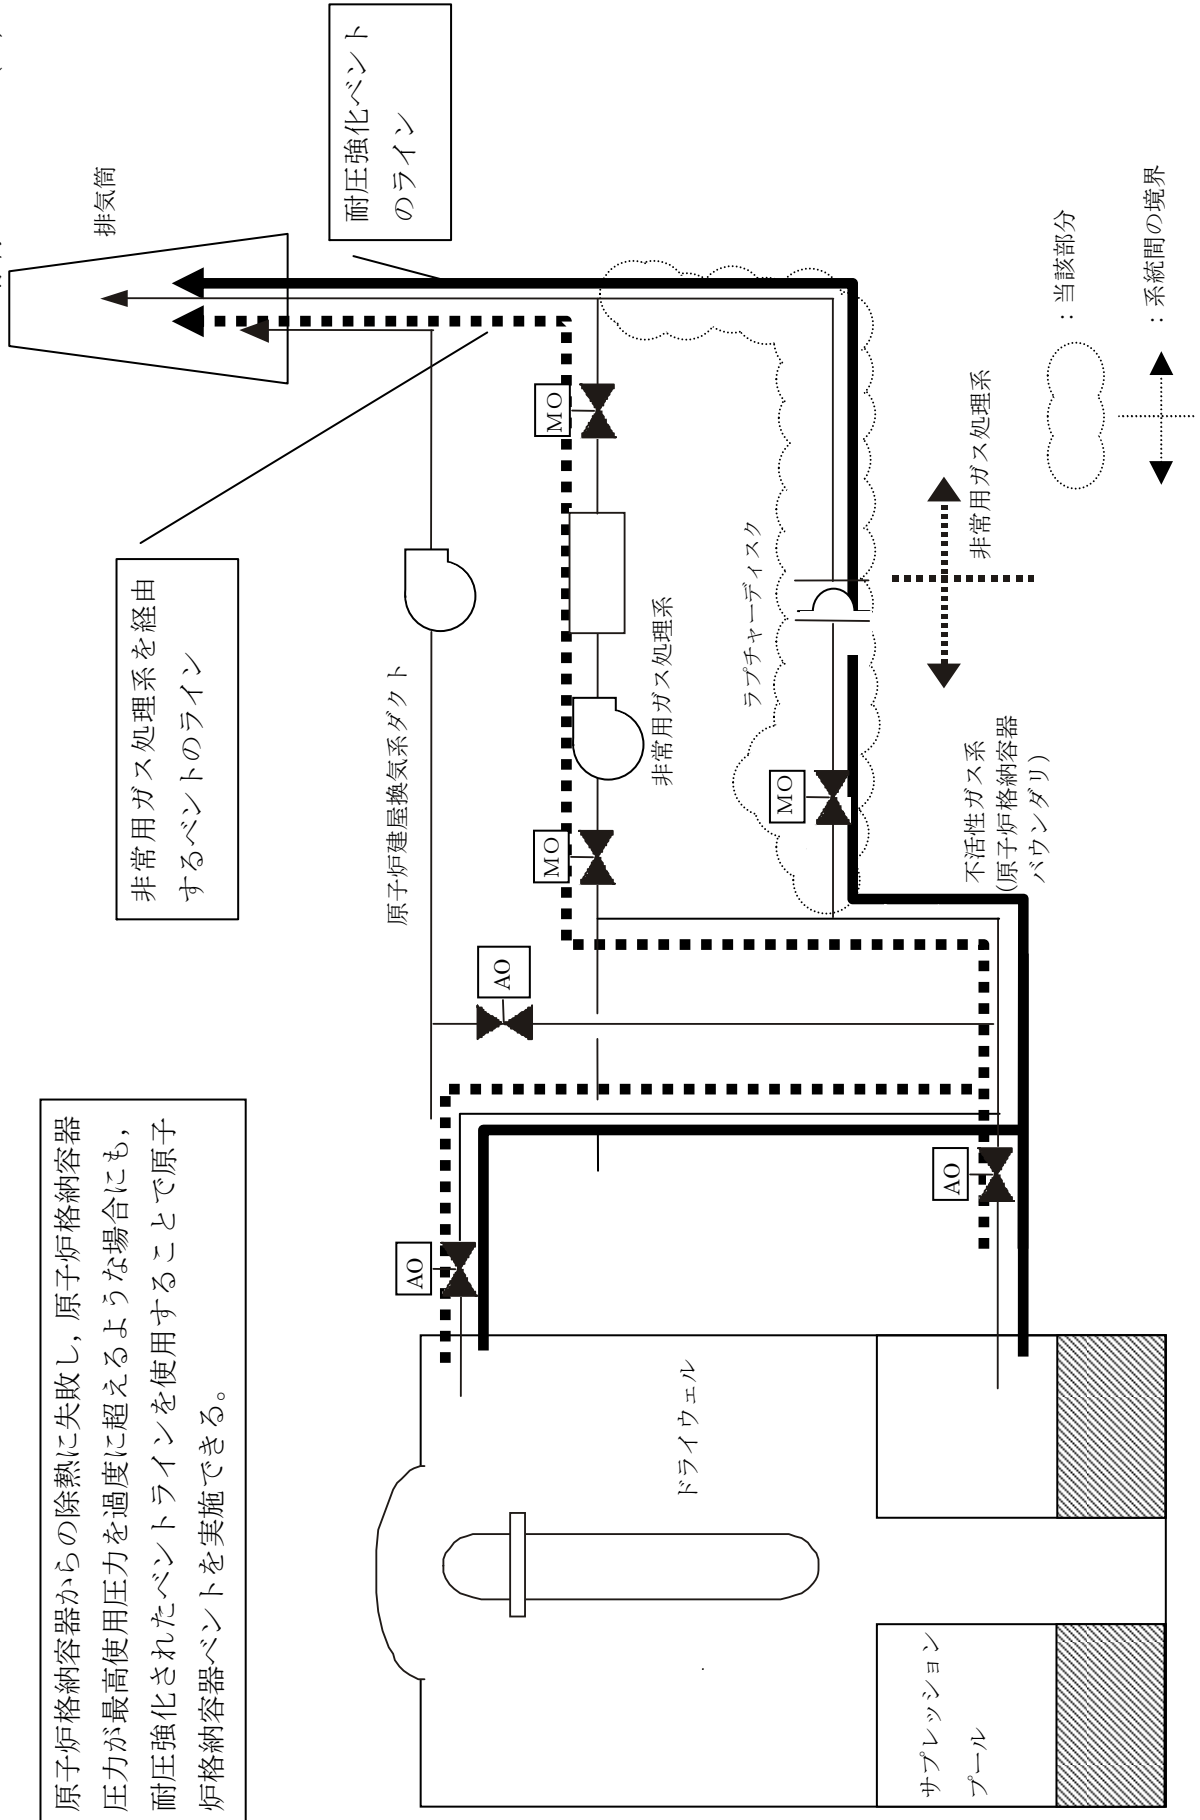 原子炉格納容器からの除熱に失敗し，原子炉格納容器
圧力が最高使用圧力を過度に超えるような場合にも，
耐圧強化されたベントラインを使用することで原子
炉格納容器ベントを実施できる。
非常用ガス処理系を経由
するベントのライン
排気筒
耐圧強化ベント
のライン
原子炉建屋換気系ダクト
AO
AO
MO
MO
非常用ガス処理系
ラプチャーディスク
MO
AO
ドライウェル
サプレッション
プール
不活性ガス系
(原子炉格納容器
バウンダリ)
非常用ガス処理系
：当該部分
：系統間の境界